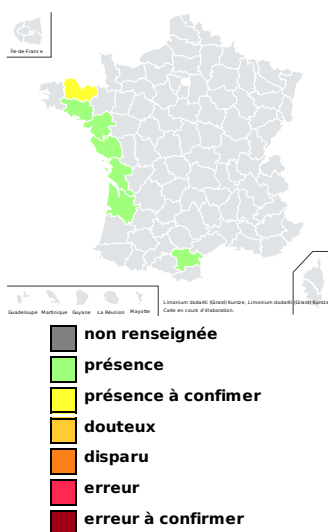 Île-de-France
Guadeloupe Martinique Guyane La Réunion Mayotte
Limonium dodartii (Girard) Kuntze, Limonium dodartii (Girard) Kuntze
Carte en cours d'élaboration.
non renseignée
présence
présence à confimer
douteux
disparu
erreur
erreur à confirmer